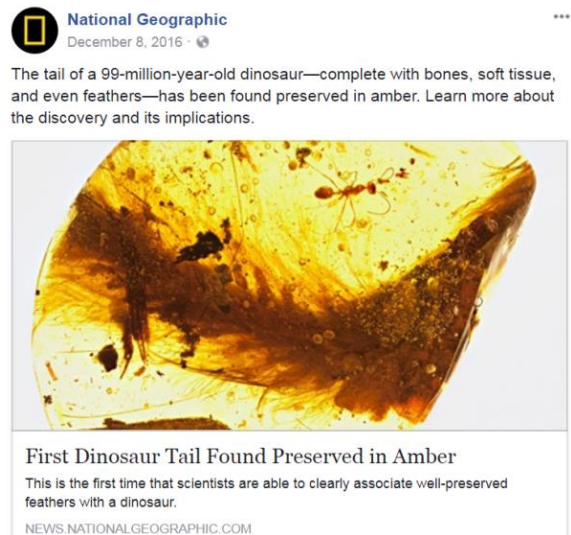 National Geographic
December 8, 2016 ·
The tail of a 99-million-year-old dinosaur—complete with bones, soft tissue,
and even feathers—has been found preserved in amber. Learn more about
the discovery and its implications.
First Dinosaur Tail Found Preserved in Amber
This is the first time that scientists are able to clearly associate well-preserved
feathers with a dinosaur.
NEWS.NATIONALGEOGRAPHIC.COM